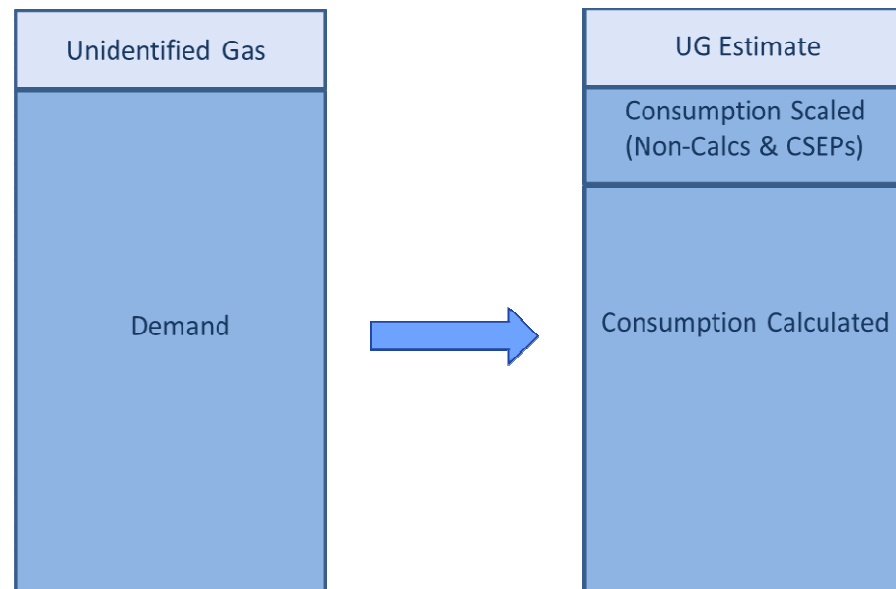 Unidentified Gas
Demand
UG Estimate
Consumption Scaled
(Non-Calcs & CSEPs)
Consumption Calculated